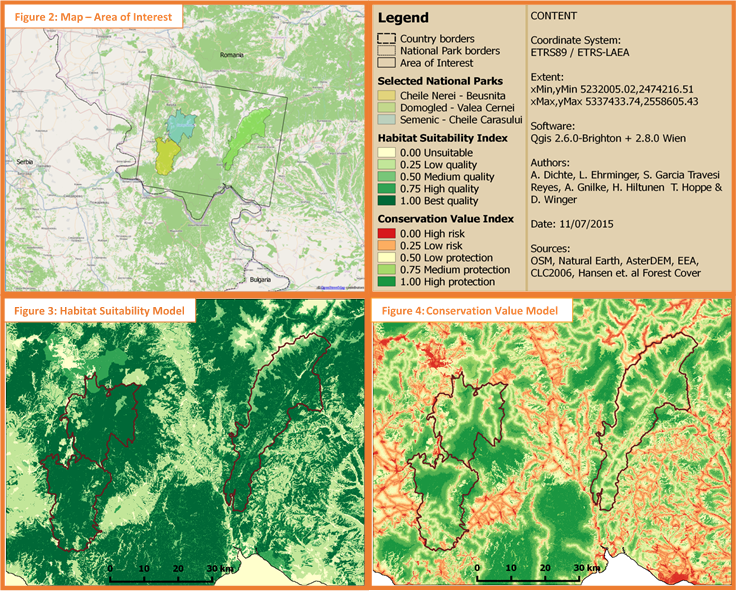 Figure 2: Map – Area of Interest
Romania
Serbia
Bulgaria
Legend
Country borders
National Park borders
Area of Interest
Selected National Parks
Cheile Nerei - Beusnita
Domogled - Valea Cernei
Semenic - Cheile Carasului
Habitat Suitability Index
0.00 Unsuitable
0.25 Low quality
0.50 Medium quality
0.75 High quality
1.00 Best quality
Conservation Value Index
0.00 High risk
0.25 Low risk
0.50 Low protection
0.75 Medium protection
1.00 High protection
CONTENT
Coordinate System:
ETRS89 / ETRS-LAEA
Extent:
xMin,yMin 5232005.02,2474216.51
xMax,yMax 5337433.74,2558605.43
Software:
Qgis 2.6.0-Brighton + 2.8.0 Wien
Authors:
A. Dichte, L. Ehrminger, S. Garcia Travesi
Reyes, A. Gnilke, H. Hiltunen T. Hoppe &
D. Winger
Date: 11/07/2015
Sources:
OSM, Natural Earth, AsterDEM, EEA,
CLC2006, Hansen et. al Forest Cover
Figure 3: Habitat Suitability Model
0 10 20 30 km
Figure 4: Conservation Value Model
0 10 20 30 km